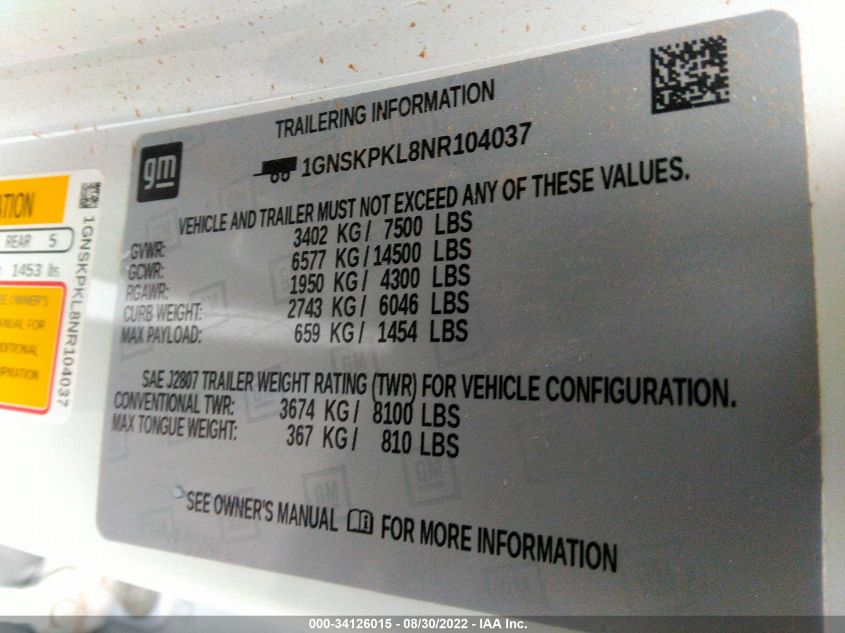 TRAILERING INFORMATION
gm
1GNSKPKL8NR104037
VEHICLE AND TRAILER MUST NOT EXCEED ANY OF THESE VALUES.
GVWR: 3402 KG/ 7500 LBS
GCWR: 6577 KG/14500 LBS
RGAWR: 1950 KG/ 4300 LBS
CURB WEIGHT: 2743 KG/ 6046 LBS
MAX PAYLOAD: 659 KG/ 1454 LBS
SAE J2807 TRAILER WEIGHT RATING (TWR) FOR VEHICLE CONFIGURATION.
CONVENTIONAL TWR: 3674 KG/ 8100 LBS
MAX TONGUE WEIGHT: 367 KG/ 810 LBS
SEE OWNER'S MANUAL FOR MORE INFORMATION
REAR 5
1453 lbs.
OWNER'S
MANUAL FOR
1GNSKPKL8NR104037
000-34126015 - 08/30/2022 - IAA Inc.